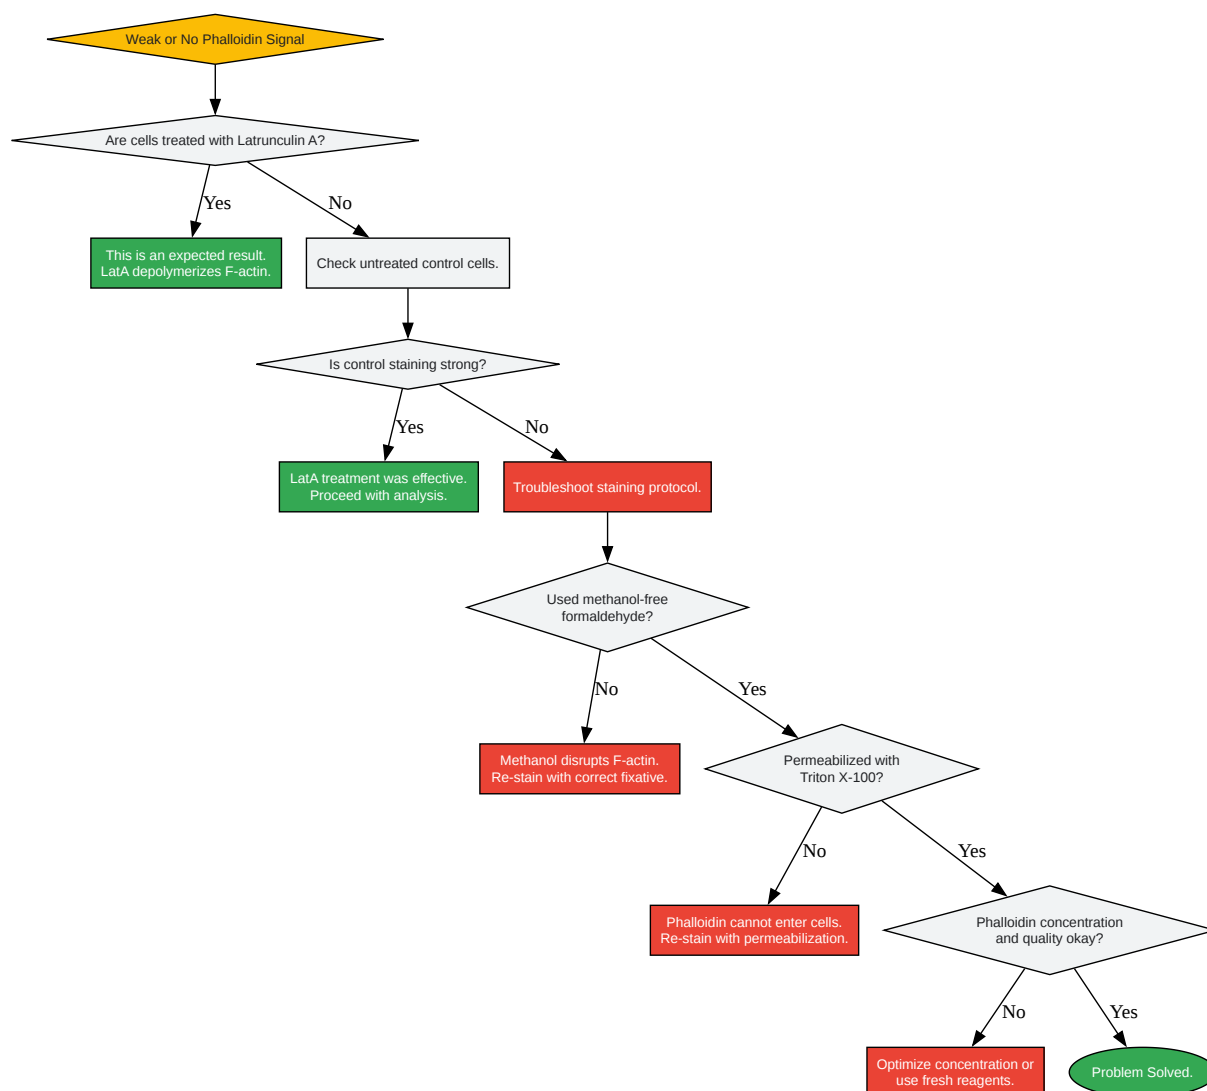 Weak or No Phalloidin Signal
Are cells treated with Latrunculin A?
Yes
No
This is an expected result.
LatA depolymerizes F-actin.
Check untreated control cells.
Is control staining strong?
Yes
No
LatA treatment was effective.
Proceed with analysis.
Troubleshoot staining protocol.
Used methanol-free
formaldehyde?
No
Yes
Methanol disrupts F-actin.
Re-stain with correct fixative.
Permeabilized with
Triton X-100?
No
Yes
Phalloidin cannot enter cells.
Re-stain with permeabilization.
Phalloidin concentration
and quality okay?
No
Yes
Optimize concentration or
use fresh reagents.
Problem Solved.